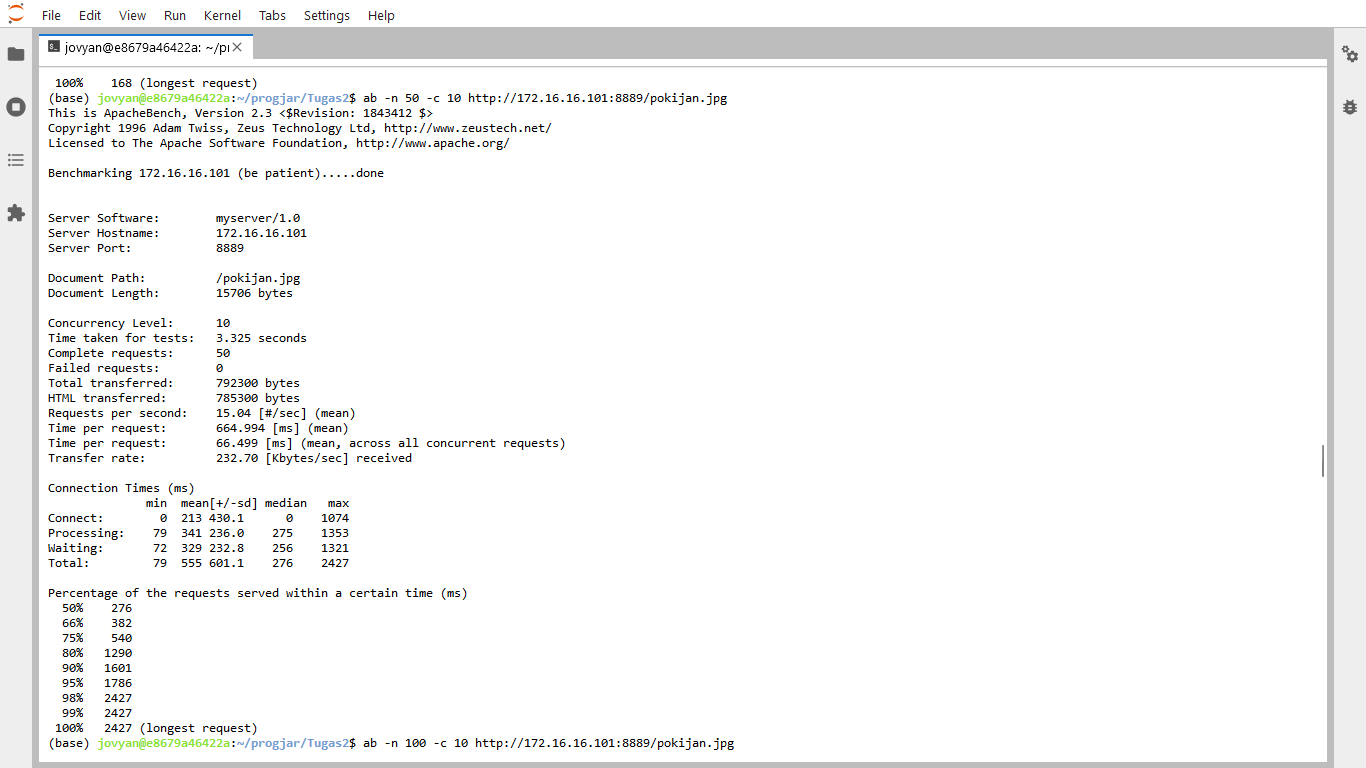 File Edit View Run Kernel Tabs Settings Help
jovyan@e8679a46422a: ~/pr
100%    168 (longest request)
(base) jovyan@e8679a46422a:~/progjar/Tugas2$ ab -n 50 -c 10 http://172.16.16.101:8889/pokijan.jpg
This is ApacheBench, Version 2.3 <$Revision: 1843412 $>
Copyright 1996 Adam Twiss, Zeus Technology Ltd, http://www.zeustech.net/
Licensed to The Apache Software Foundation, http://www.apache.org/
Benchmarking 172.16.16.101 (be patient).....done
Server Software:        myserver/1.0
Server Hostname:        172.16.16.101
Server Port:            8889
Document Path:          /pokijan.jpg
Document Length:        15706 bytes
Concurrency Level:      10
Time taken for tests:   3.325 seconds
Complete requests:      50
Failed requests:        0
Total transferred:      792300 bytes
HTML transferred:       785300 bytes
Requests per second:    15.04 [#/sec] (mean)
Time per request:       664.994 [ms] (mean)
Time per request:       66.499 [ms] (mean, across all concurrent requests)
Transfer rate:          232.70 [Kbytes/sec] received
Connection Times (ms)
              min  mean[+/-sd] median   max
Connect:        0  213 430.1      0    1074
Processing:    79  341 236.0    275    1353
Waiting:       72  329 232.8    256    1321
Total:         79  555 601.1    276    2427
Percentage of the requests served within a certain time (ms)
  50%    276
  66%    382
  75%    540
  80%   1290
  90%   1601
  95%   1786
  98%   2427
  99%   2427
 100%   2427 (longest request)
(base) jovyan@e8679a46422a:~/progjar/Tugas2$ ab -n 100 -c 10 http://172.16.16.101:8889/pokijan.jpg